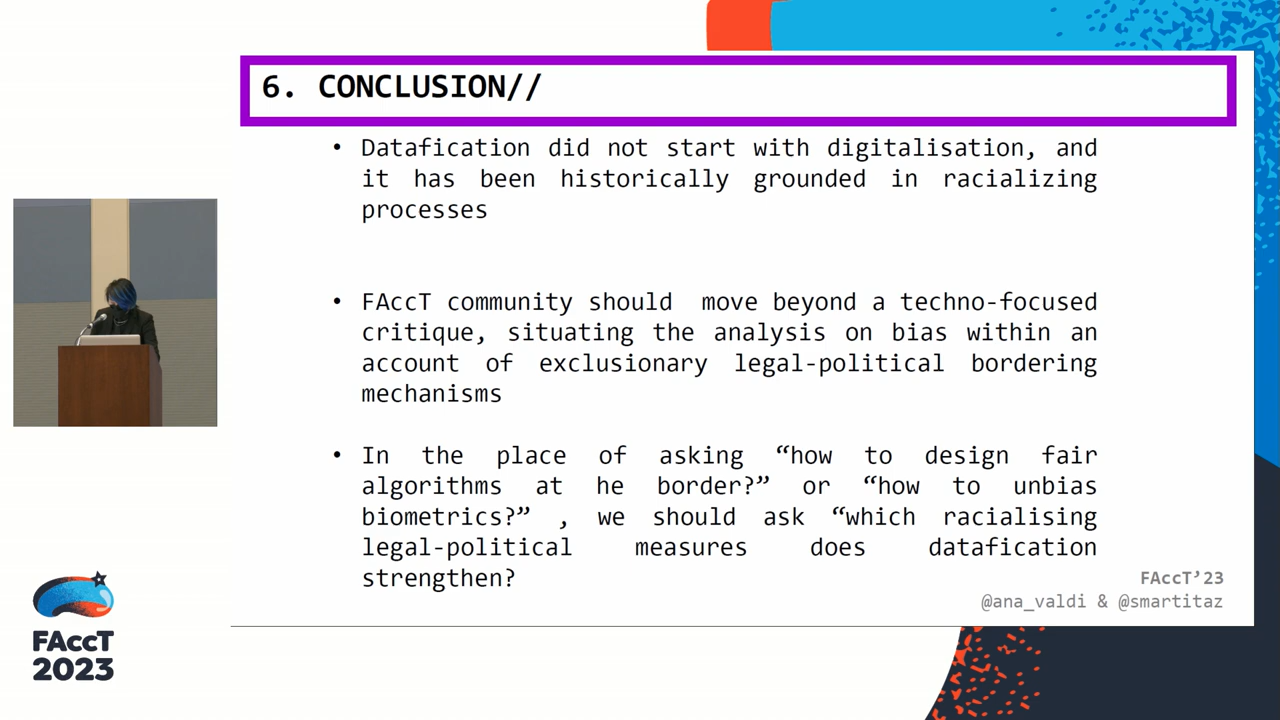 6. CONCLUSION//
• Datafication did not start with digitalisation, and
it has been historically grounded in racializing
processes
• FAccT community should move beyond a techno-focused
critique, situating the analysis on bias within an
account of exclusionary legal-political bordering
mechanisms
• In the place of asking “how to design fair
algorithms at he border?” or “how to unbias
biometrics?” , we should ask “which racialising
legal-political measures does datafication
strengthen?
FAccT’23
@ana_valdi & @smartitaz
FAccT
2023